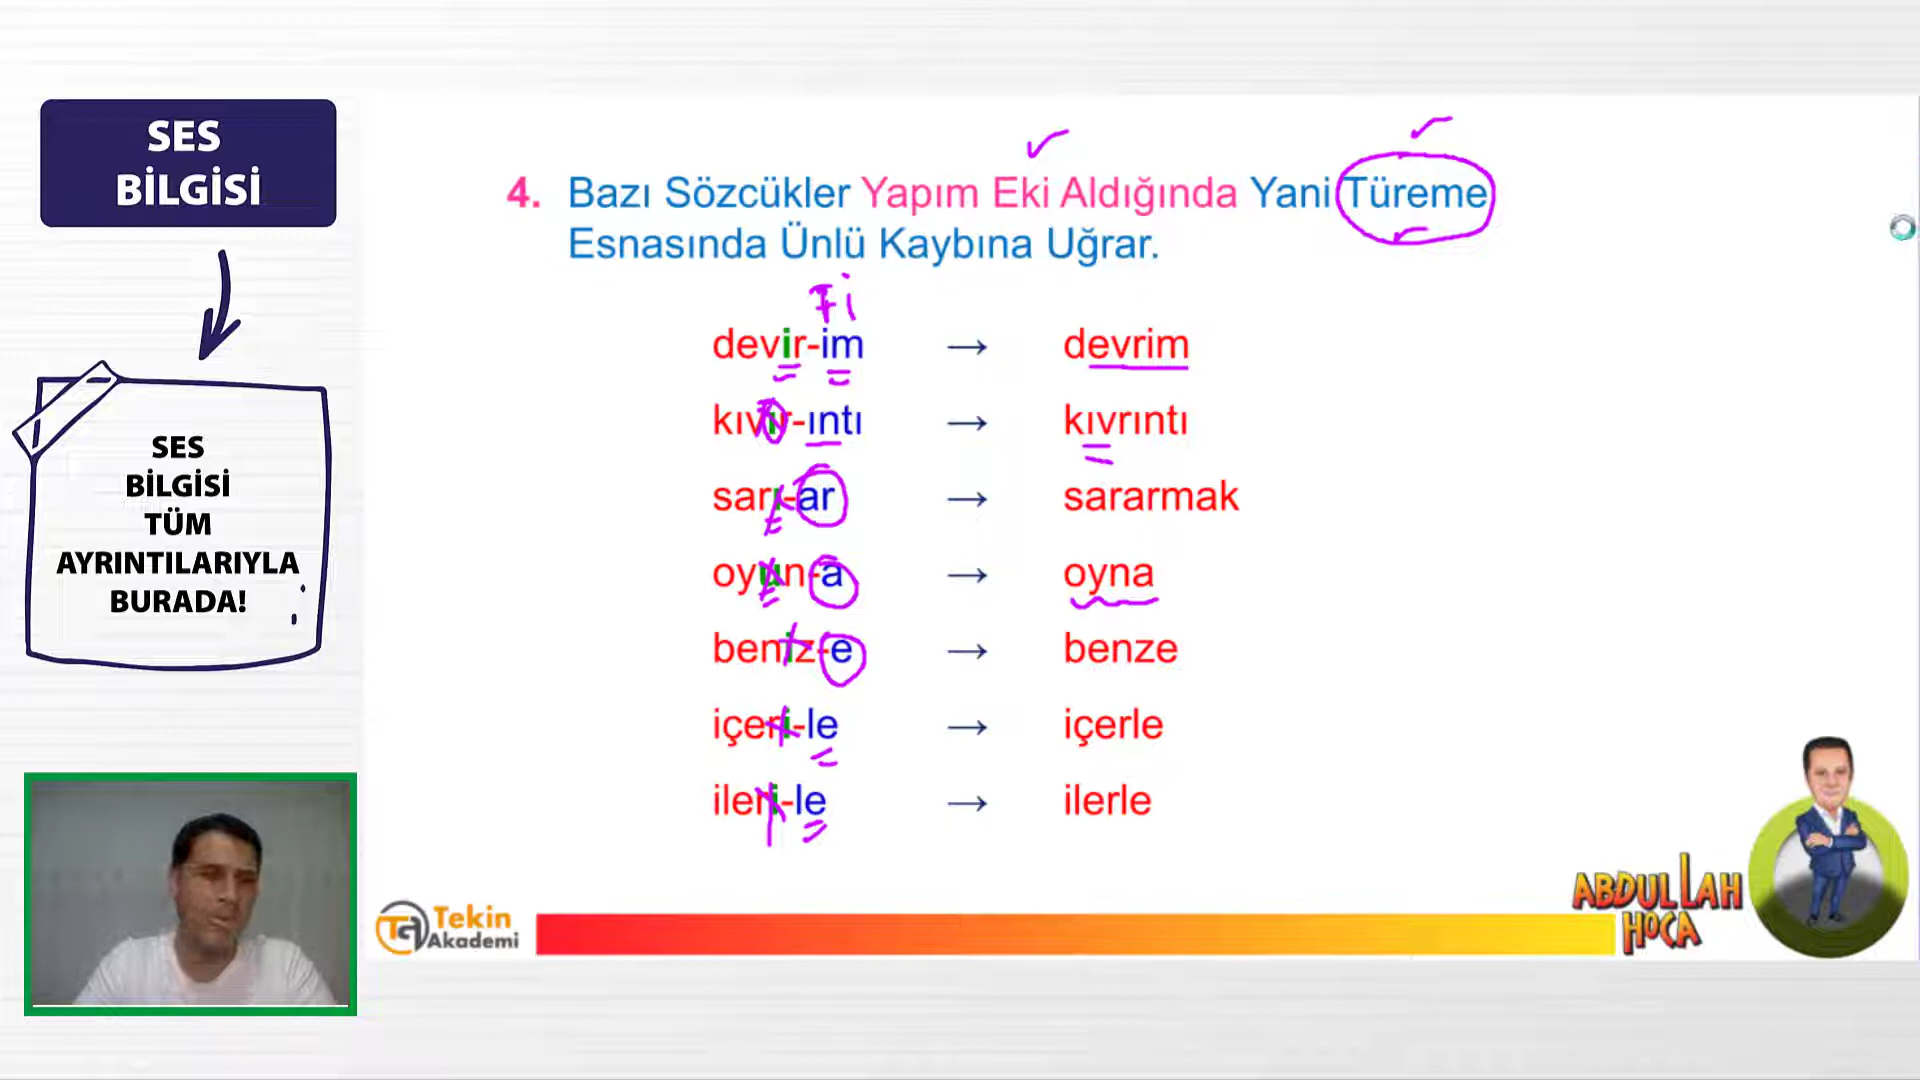 SES
BİLGİSİ
SES
BİLGİSİ
TÜM
AYRINTILARIYLA
BURADA!
4. Bazı Sözcükler Yapım Eki Aldığında Yani Türeme
Esnasında Ünlü Kaybına Uğrar.
devir-im → devrim
kıvır-ıntı → kıvrıntı
sarı-ar → sararmak
oyun-a → oyna
beniz-e → benze
içeri-le → içerle
ileri-le → ilerle
Tekin
Akademi
ABDULLAH
HOCA